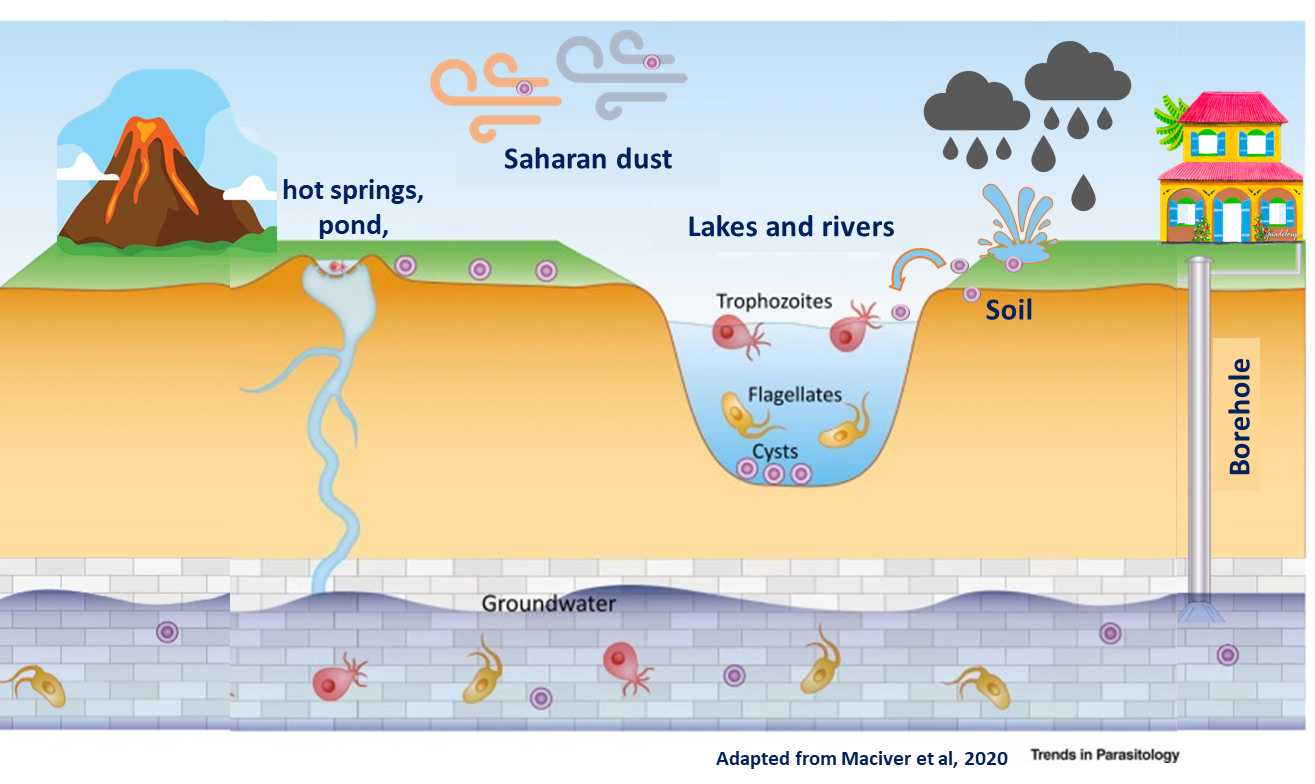 Saharan dust
hot springs,
pond,
Lakes and rivers
Trophozoites
Soil
Flagellates
Cysts
Borehole
Groundwater
Adapted from Maciver et al, 2020
Trends in Parasitology